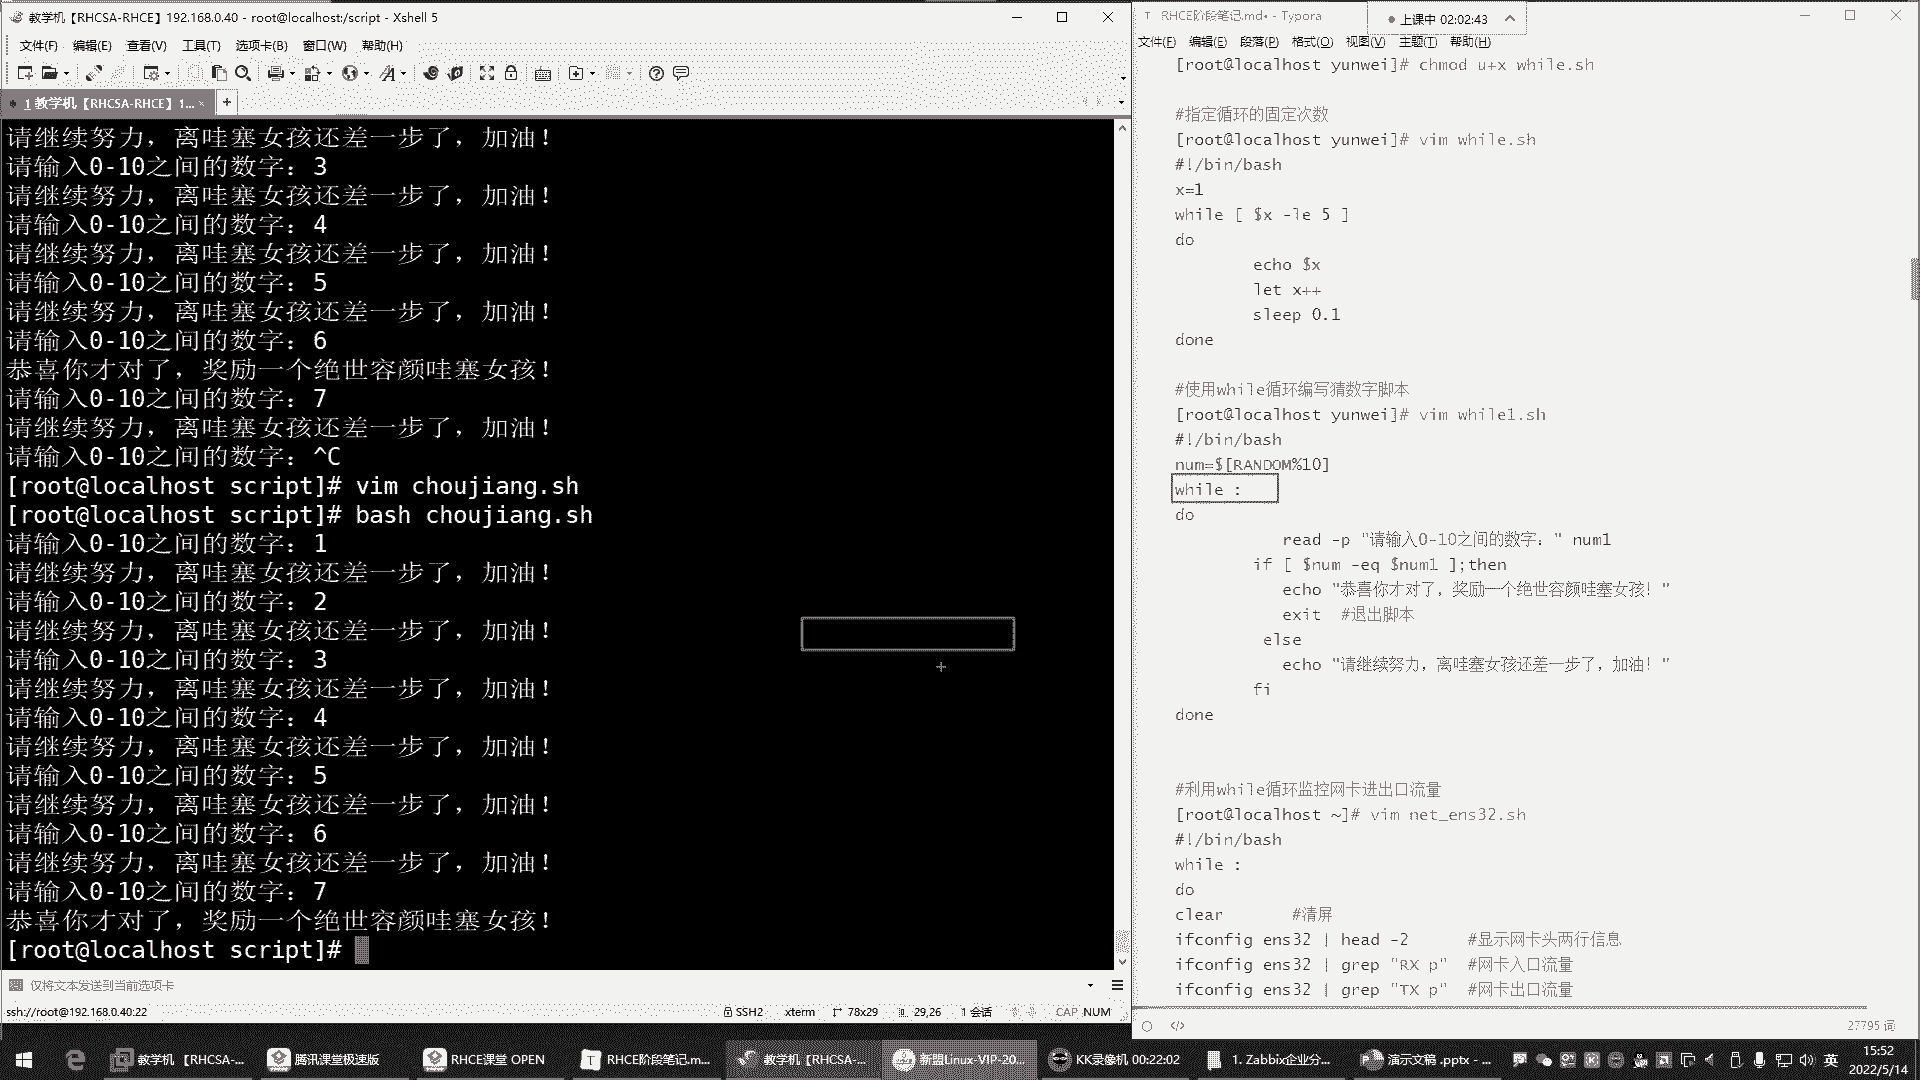 教学机【RHCSA-RHCE】192.168.0.40 - root@localhost:/script - Xshell 5
文件(F) 编辑(E) 查看(V) 工具(T) 选项卡(B) 窗口(W) 帮助(H)
1 教学机【RHCSA-RHCE】1...
请继续努力，离哇塞女孩还差一步了，加油！
请输入0-10之间的数字：3
请继续努力，离哇塞女孩还差一步了，加油！
请输入0-10之间的数字：4
请继续努力，离哇塞女孩还差一步了，加油！
请输入0-10之间的数字：5
请继续努力，离哇塞女孩还差一步了，加油！
请输入0-10之间的数字：6
恭喜你才对了，奖励一个绝世容颜哇塞女孩！
请输入0-10之间的数字：7
请继续努力，离哇塞女孩还差一步了，加油！
请输入0-10之间的数字：^C
[root@localhost script]# vim choujiang.sh
[root@localhost script]# bash choujiang.sh
请输入0-10之间的数字：1
请继续努力，离哇塞女孩还差一步了，加油！
请输入0-10之间的数字：2
请继续努力，离哇塞女孩还差一步了，加油！
请输入0-10之间的数字：3
请继续努力，离哇塞女孩还差一步了，加油！
请输入0-10之间的数字：4
请继续努力，离哇塞女孩还差一步了，加油！
请输入0-10之间的数字：5
请继续努力，离哇塞女孩还差一步了，加油！
请输入0-10之间的数字：6
请继续努力，离哇塞女孩还差一步了，加油！
请输入0-10之间的数字：7
恭喜你才对了，奖励一个绝世容颜哇塞女孩！
[root@localhost script]#
仅将文本发送到当前选项卡
ssh://root@192.168.0.40:22 SSH2 xterm 78x29 29,26 1 会话 CAP NUM
RHCE阶段笔记.md• - Typora
上课中 02:02:43
文件(F) 编辑(E) 段落(P) 格式(O) 视图(V) 主题(T) 帮助(H)
[root@localhost yunwei]# chmod u+x while.sh
#指定循环的固定次数
[root@localhost yunwei]# vim while.sh
#!/bin/bash
x=1
while [ $x -le 5 ]
do
echo $x
let x++
sleep 0.1
done
#使用while循环编写猜数字脚本
[root@localhost yunwei]# vim while1.sh
#!/bin/bash
num=$[RANDOM%10]
while :
do
read -p "请输入0-10之间的数字：" num1
if [ $num -eq $num1 ];then
echo "恭喜你才对了，奖励一个绝世容颜哇塞女孩！"
exit #退出脚本
else
echo "请继续努力，离哇塞女孩还差一步了，加油！"
fi
done
#利用while循环监控网卡进出口流量
[root@localhost ~]# vim net_ens32.sh
#!/bin/bash
while :
do
clear #清屏
ifconfig ens32 | head -2 #显示网卡头两行信息
ifconfig ens32 | grep "RX p" #网卡入口流量
ifconfig ens32 | grep "TX p" #网卡出口流量
27795 词
教学机【RHCSA-... 腾讯课堂极速版 RHCE课堂 OPEN RHCE阶段笔记.m... 教学机【RHCSA-... 新盟Linux-VIP-20... KK录像机 00:22:02 1. Zabbix企业分... 演示文稿 .pptx - ... 英 15:52
2022/5/14